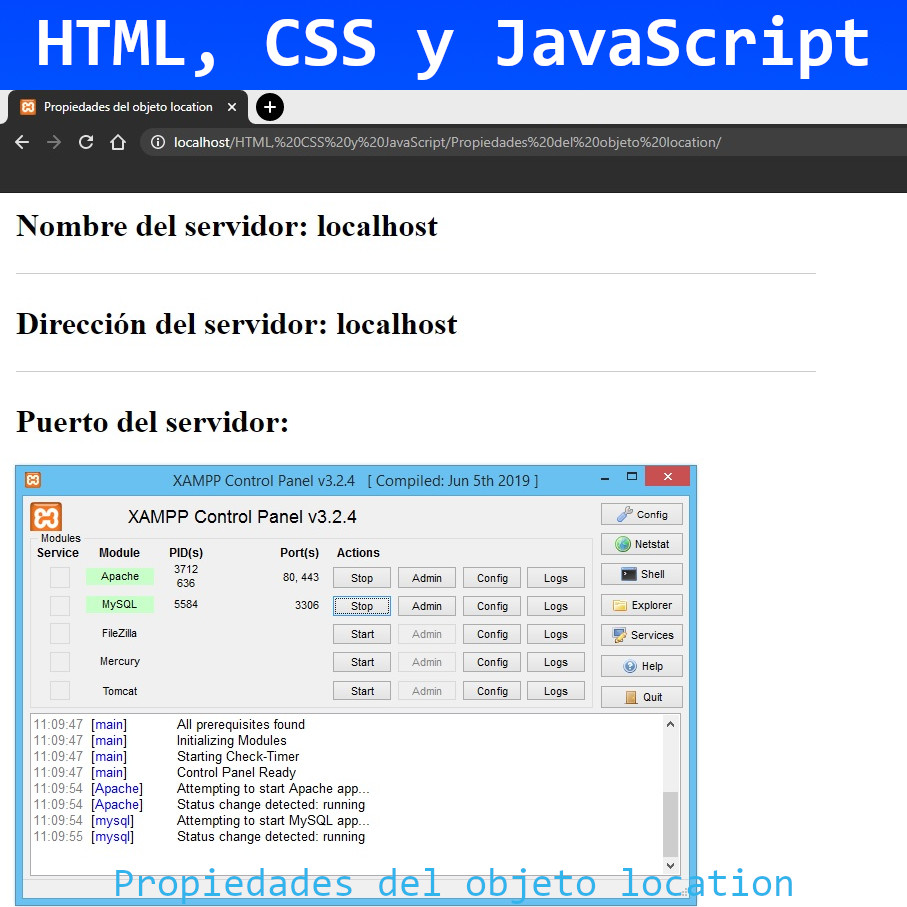 HTML, CSS y JavaScript
Propiedades del objeto location
localhost/HTML,%20CSS%20y%20JavaScript/Propiedades%20del%20objeto%20location/
Nombre del servidor: localhost
Dirección del servidor: localhost
Puerto del servidor:
XAMPP Control Panel v3.2.4 [ Compiled: Jun 5th 2019 ]
XAMPP Control Panel v3.2.4
Config
Modules
Service Module PID(s) Port(s) Actions
Netstat
Apache 3712 636 80, 443 Stop Admin Config Logs
Shell
MySQL 5584 3306 Stop Admin Config Logs
Explorer
FileZilla Start Admin Config Logs
Services
Mercury Start Admin Config Logs
Help
Tomcat Start Admin Config Logs
Quit
11:09:47 [main] All prerequisites found
11:09:47 [main] Initializing Modules
11:09:47 [main] Starting Check-Timer
11:09:47 [main] Control Panel Ready
11:09:54 [Apache] Attempting to start Apache app...
11:09:54 [Apache] Status change detected: running
11:09:54 [mysql] Attempting to start MySQL app...
11:09:55 [mysql] Status change detected: running
Propiedades del objeto location